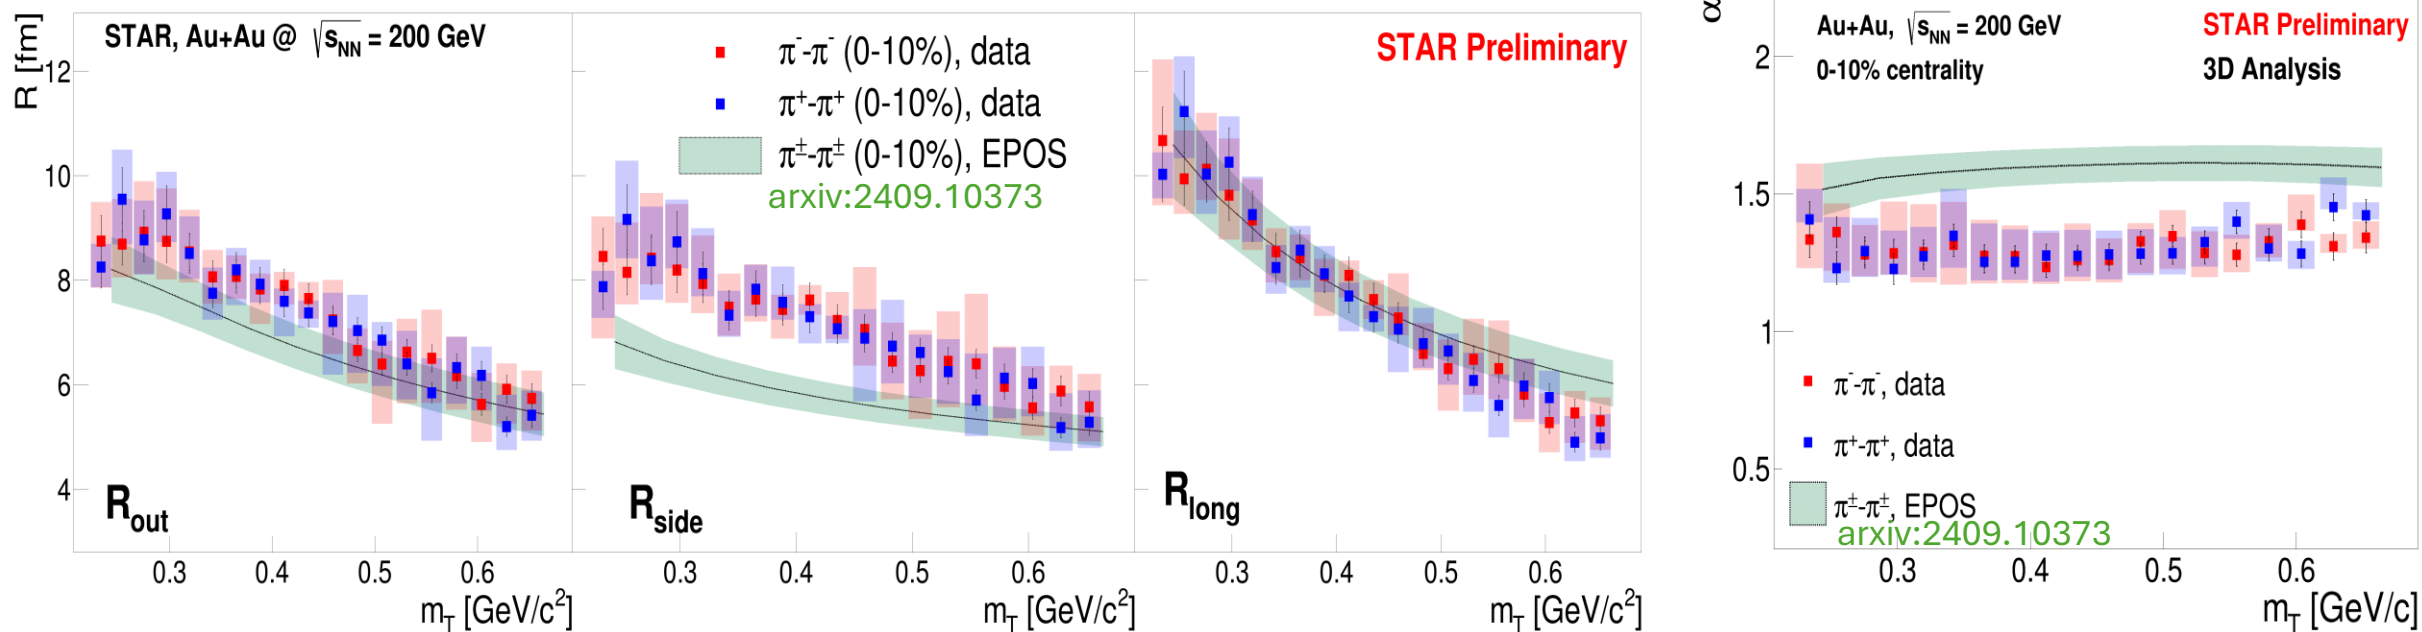 R [fm]
12
10
8
6
4
STAR, Au+Au @ √sNN = 200 GeV
π⁻-π⁻ (0-10%), data
π⁺-π⁺ (0-10%), data
π±-π± (0-10%), EPOS
arxiv:2409.10373
STAR Preliminary
Rout
Rside
Rlong
0.3 0.4 0.5 0.6
0.3 0.4 0.5 0.6
0.3 0.4 0.5 0.6
mT [GeV/c²]
mT [GeV/c²]
mT [GeV/c²]
α
2
1.5
1
0.5
Au+Au, √sNN = 200 GeV
0-10% centrality
STAR Preliminary
3D Analysis
π⁻-π⁻, data
π⁺-π⁺, data
π±-π±, EPOS
arxiv:2409.10373
0.3 0.4 0.5 0.6
mT [GeV/c]